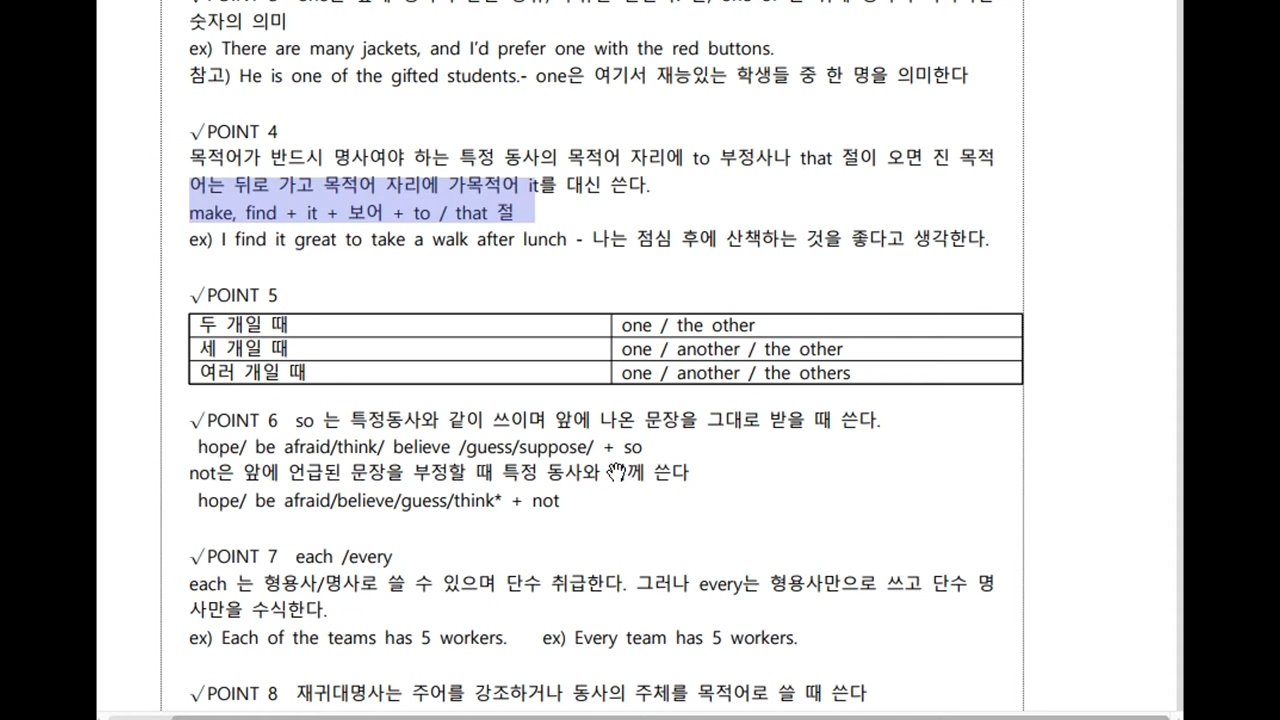 숫자의 의미
ex) There are many jackets, and I'd prefer one with the red buttons.
참고) He is one of the gifted students.- one은 여기서 재능있는 학생들 중 한 명을 의미한다
√POINT 4
목적어가 반드시 명사여야 하는 특정 동사의 목적어 자리에 to 부정사나 that 절이 오면 진 목적
어는 뒤로 가고 목적어 자리에 가목적어 it를 대신 쓴다.
make, find + it + 보어 + to / that 절
ex) I find it great to take a walk after lunch - 나는 점심 후에 산책하는 것을 좋다고 생각한다.
√POINT 5
두 개일 때 one / the other
세 개일 때 one / another / the other
여러 개일 때 one / another / the others
√POINT 6 so 는 특정동사와 같이 쓰이며 앞에 나온 문장을 그대로 받을 때 쓴다.
hope/ be afraid/think/ believe /guess/suppose/ + so
not은 앞에 언급된 문장을 부정할 때 특정 동사와 께 쓴다
hope/ be afraid/believe/guess/think* + not
√POINT 7 each /every
each 는 형용사/명사로 쓸 수 있으며 단수 취급한다. 그러나 every는 형용사만으로 쓰고 단수 명
사만을 수식한다.
ex) Each of the teams has 5 workers. ex) Every team has 5 workers.
√POINT 8 재귀대명사는 주어를 강조하거나 동사의 주체를 목적어로 쓸 때 쓴다